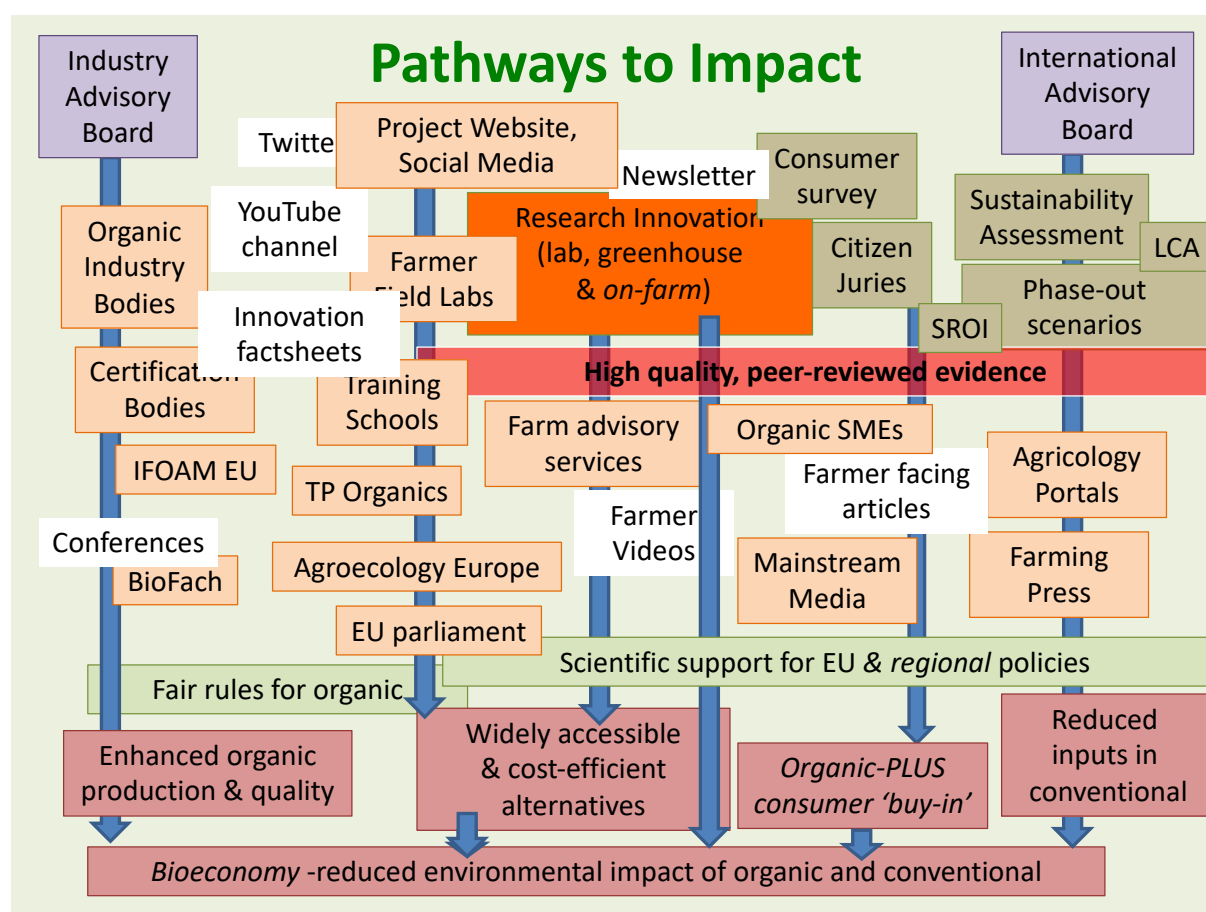 Pathways to Impact
Industry
Advisory
Board
International
Advisory
Board
Twitte
Project Website,
Social Media
Newsletter
Consumer
survey
YouTube
channel
Organic
Industry
Bodies
Farmer
Field Labs
Research Innovation
(lab, greenhouse
& on-farm)
Citizen
Juries
Sustainability
Assessment
LCA
Innovation
factsheets
SROI
Phase-out
scenarios
High quality, peer-reviewed evidence
Certification
Bodies
Training
Schools
Farm advisory
services
Organic SMEs
Agricology
Portals
IFOAM EU
TP Organics
Farmer facing
articles
Farmer
Videos
Conferences
BioFach
Agroecology Europe
Mainstream
Media
Farming
Press
EU parliament
Scientific support for EU & regional policies
Fair rules for organic
Enhanced organic
production & quality
Widely accessible
& cost-efficient
alternatives
Organic-PLUS
consumer ‘buy-in’
Reduced
inputs in
conventional
Bioeconomy -reduced environmental impact of organic and conventional